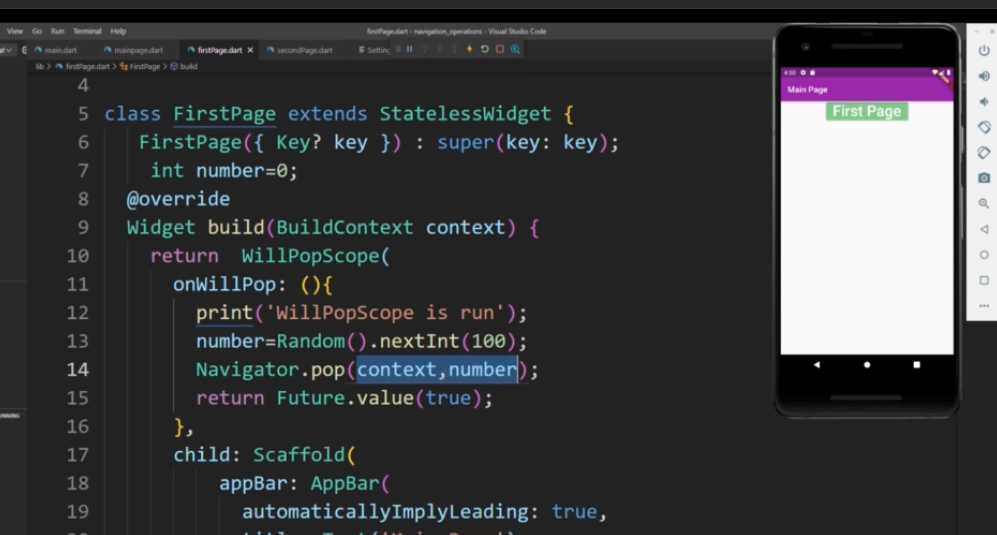 View Go Run Terminal Help
firstPage.dart - navigation_operations - Visual Studio Code
main.dart mainpage.dart firstPage.dart secondPage.dart Setting
lib > firstPage.dart > FirstPage > build
4
5 class FirstPage extends StatelessWidget {
6 FirstPage({ Key? key }) : super(key: key);
7 int number=0;
8 @override
9 Widget build(BuildContext context) {
10 return WillPopScope(
11 onWillPop: (){
12 print('WillPopScope is run');
13 number=Random().nextInt(100);
14 Navigator.pop(context,number);
15 return Future.value(true);
16 },
17 child: Scaffold(
18 appBar: AppBar(
19 automaticallyImplyLeading: true,
4:00
Main Page
First Page